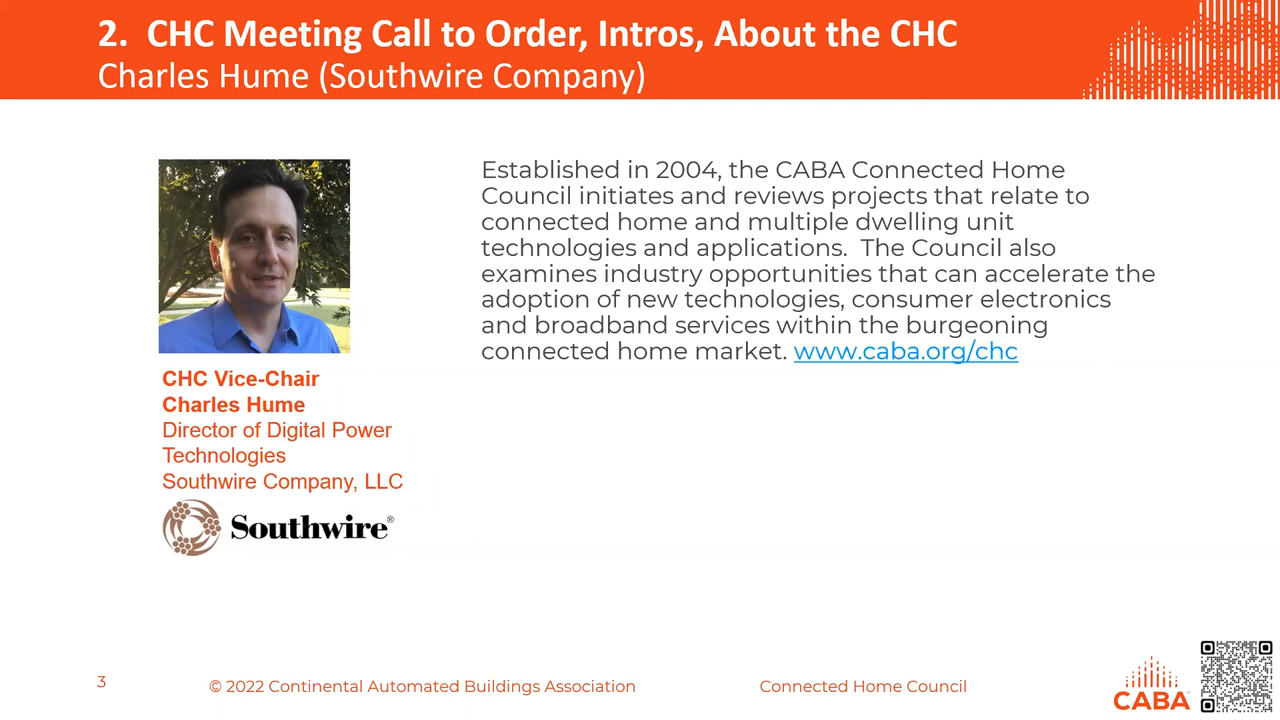 2.  CHC Meeting Call to Order, Intros, About the CHC
Charles Hume (Southwire Company)
Established in 2004, the CABA Connected Home
Council initiates and reviews projects that relate to
connected home and multiple dwelling unit
technologies and applications.  The Council also
examines industry opportunities that can accelerate the
adoption of new technologies, consumer electronics
and broadband services within the burgeoning
connected home market. www.caba.org/chc
CHC Vice-Chair
Charles Hume
Director of Digital Power
Technologies
Southwire Company, LLC
Southwire®
3
© 2022 Continental Automated Buildings Association
Connected Home Council
CABA